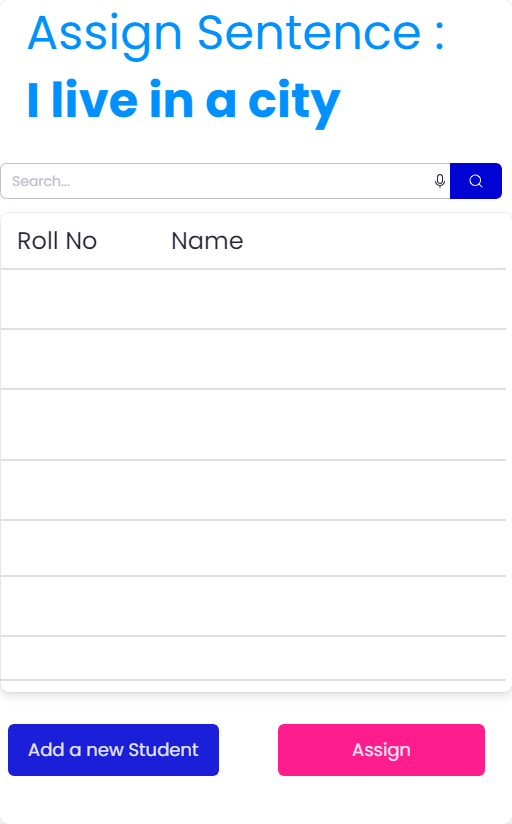 Assign Sentence :
I live in a city
Search...
Roll No Name
Add a new Student Assign